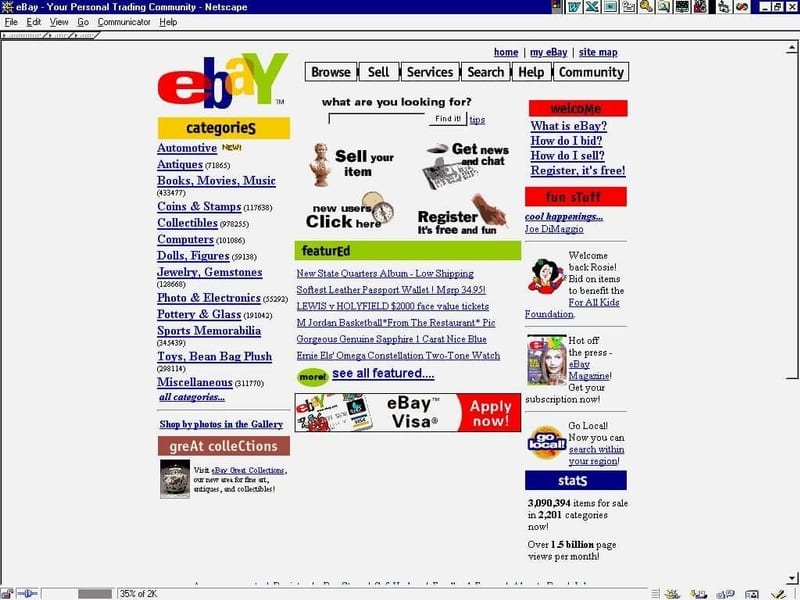 eBay - Your Personal Trading Community - Netscape
File Edit View Go Communicator Help
home | my eBay | site map
ebaY™
Browse Sell Services Search Help Community
what are you looking for?
Find it! tips
categorieS
Automotive NEW!
Antiques (71865)
Books, Movies, Music
(433477)
Coins & Stamps (117638)
Collectibles (978255)
Computers (101086)
Dolls, Figures (59138)
Jewelry, Gemstones
(128668)
Photo & Electronics (55292)
Pottery & Glass (191042)
Sports Memorabilia
(345439)
Toys, Bean Bag Plush
(298114)
Miscellaneous (311770)
all categories...
Shop by photos in the Gallery
greAt colleCtions
Visit eBay Great Collections,
our new area for fine art,
antiques, and collectibles!
Sell your
item
Get news
and chat
new users
Click here
Register
It's free and fun
featurEd
New State Quarters Album - Low Shipping
Softest Leather Passport Wallet ! Msrp 34.95!
LEWIS v HOLYFIELD $2000 face value tickets
M Jordan Basketball*From The Restaurant* Pic
Gorgeous Genuine Sapphire 1 Carat Nice Blue
Ernie Els' Omega Constellation Two-Tone Watch
more! see all featured....
eBay™
Visa®
Apply
now!
welcoMe
What is eBay?
How do I bid?
How do I sell?
Register, it's free!
fun sTuff
cool happenings...
Joe DiMaggio
Welcome
back Rosie!
Bid on items
to benefit the
For All Kids
Foundation.
Hot off
the press -
eBay
Magazine!
Get your
subscription now!
go
local!
Go Local!
Now you can
search within
your region!
statS
3,090,394 items for sale
in 2,201 categories
now!
Over 1.5 billion page
views per month!
35% of 2K